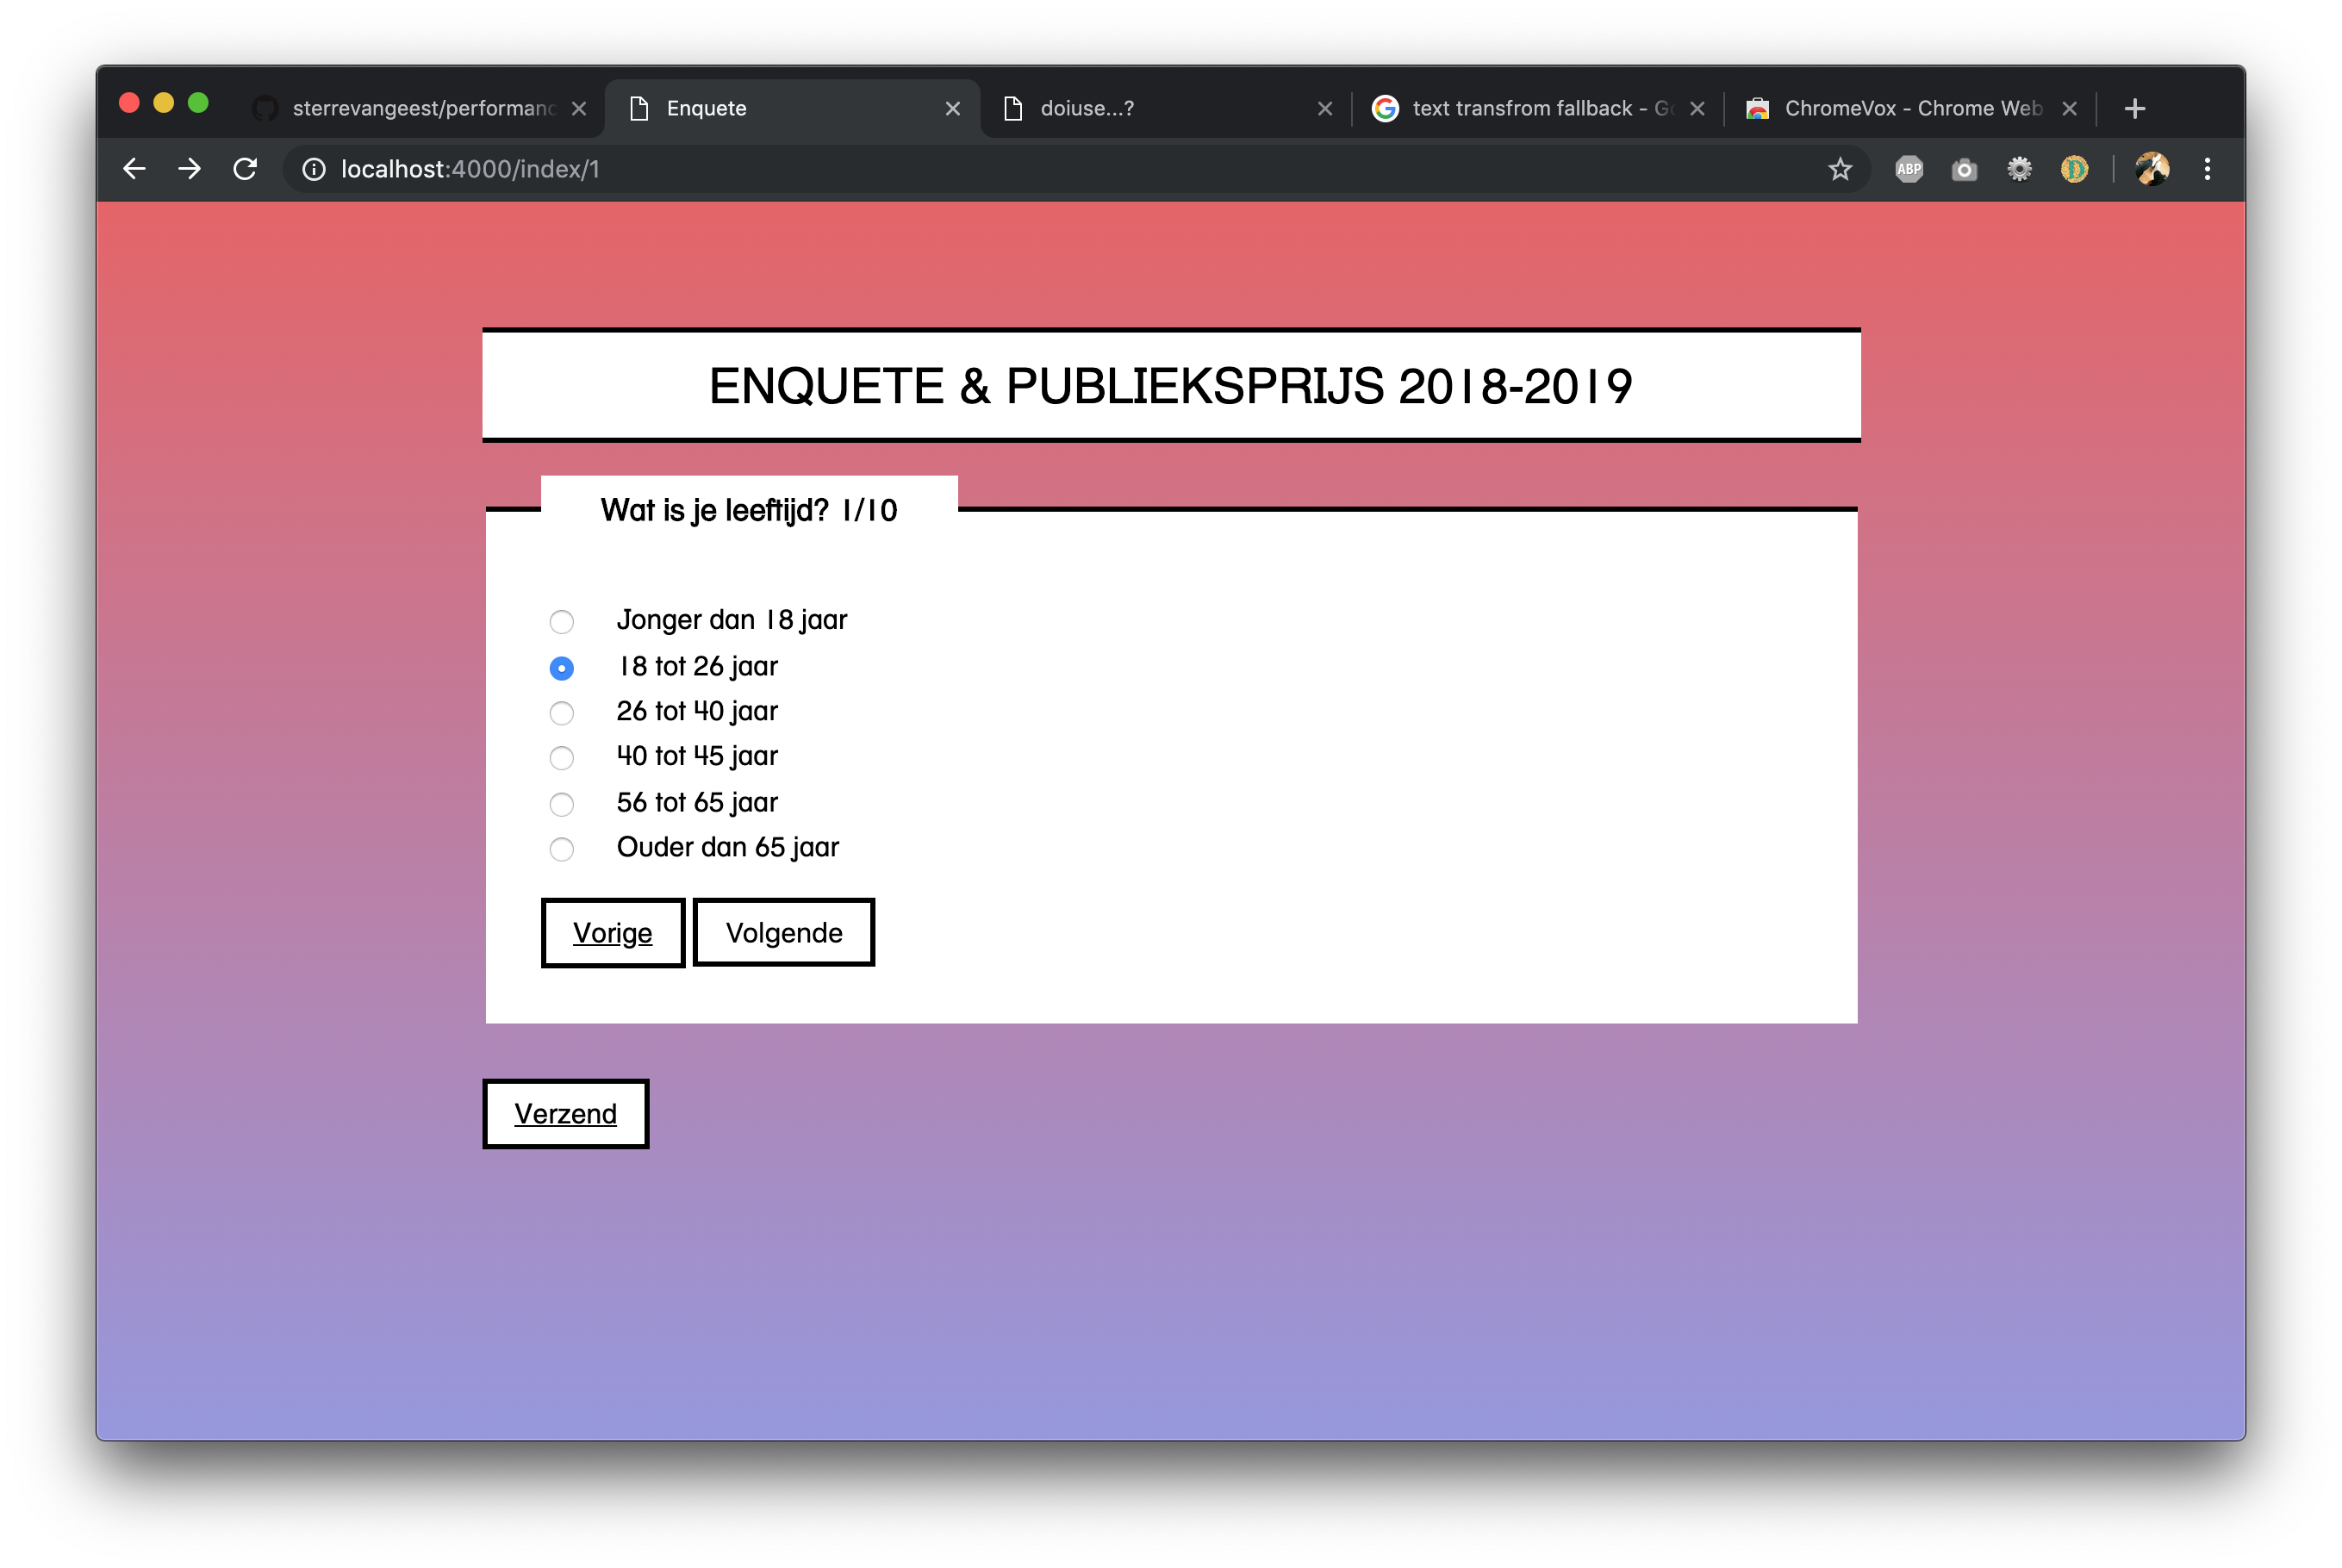 sterrevangeest/performanc
Enquete
doiuse...?
text transfrom fallback - Go
ChromeVox - Chrome Web
localhost:4000/index/1
ABP
ENQUETE & PUBLIEKSPRIJS 2018-2019
Wat is je leeftijd? 1/10
Jonger dan 18 jaar
18 tot 26 jaar
26 tot 40 jaar
40 tot 45 jaar
56 tot 65 jaar
Ouder dan 65 jaar
Vorige
Volgende
Verzend